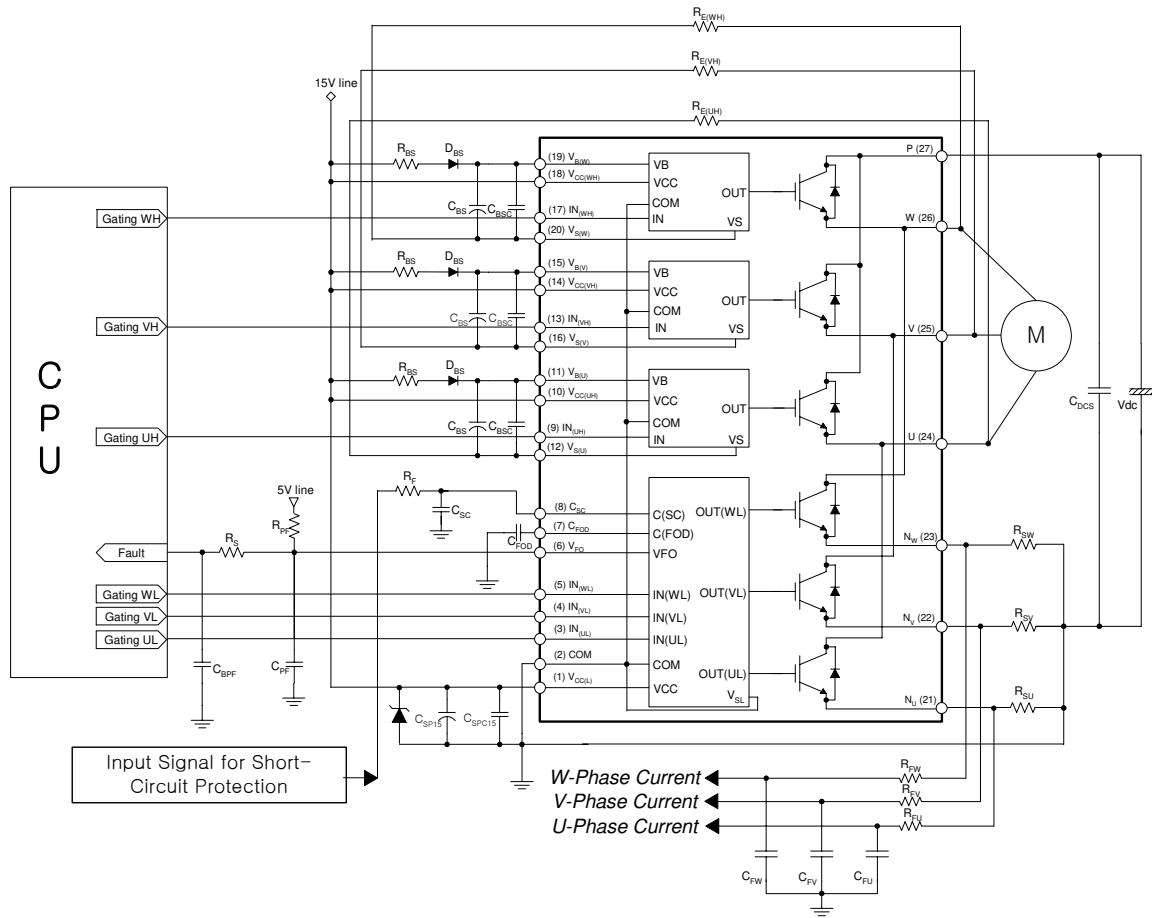 R_E(WH)
R_E(VH)
15V line
R_E(UH)
R_BS
D_BS
(19) V_B(W)
(18) V_CC(WH)
C_BS
C_BSC
(17) IN_(WH)
(20) V_S(W)
VB
VCC
COM
IN
OUT
VS
P (27)
W (26)
Gating WH
R_BS
D_BS
(15) V_B(V)
(14) V_CC(VH)
C_BS
C_BSC
(13) IN_(VH)
(16) V_S(V)
VB
VCC
COM
IN
OUT
VS
V (25)
M
Gating VH
CPU
R_BS
D_BS
(11) V_B(U)
(10) V_CC(UH)
C_BS
C_BSC
(9) IN_(UH)
(12) V_S(U)
VB
VCC
COM
IN
OUT
VS
U (24)
C_DCS
Vdc
Gating UH
R_F
5V line
C_SC
(8) C_SC
(7) C_FOD
C_FOD
(6) V_FO
C(SC)
C(FOD)
VFO
OUT(WL)
N_W (23)
R_SW
R_PF
R_S
Fault
Gating WL
Gating VL
Gating UL
(5) IN_(WL)
(4) IN_(VL)
(3) IN_(UL)
(2) COM
(1) V_CC(L)
IN(WL)
IN(VL)
IN(UL)
COM
VCC
OUT(VL)
OUT(UL)
V_SL
N_V (22)
R_SV
N_U (21)
R_SU
C_BPF
C_PF
C_SP15
C_SPC15
Input Signal for Short-
Circuit Protection
W-Phase Current
V-Phase Current
U-Phase Current
R_FW
R_FV
R_FU
C_FW
C_FV
C_FU